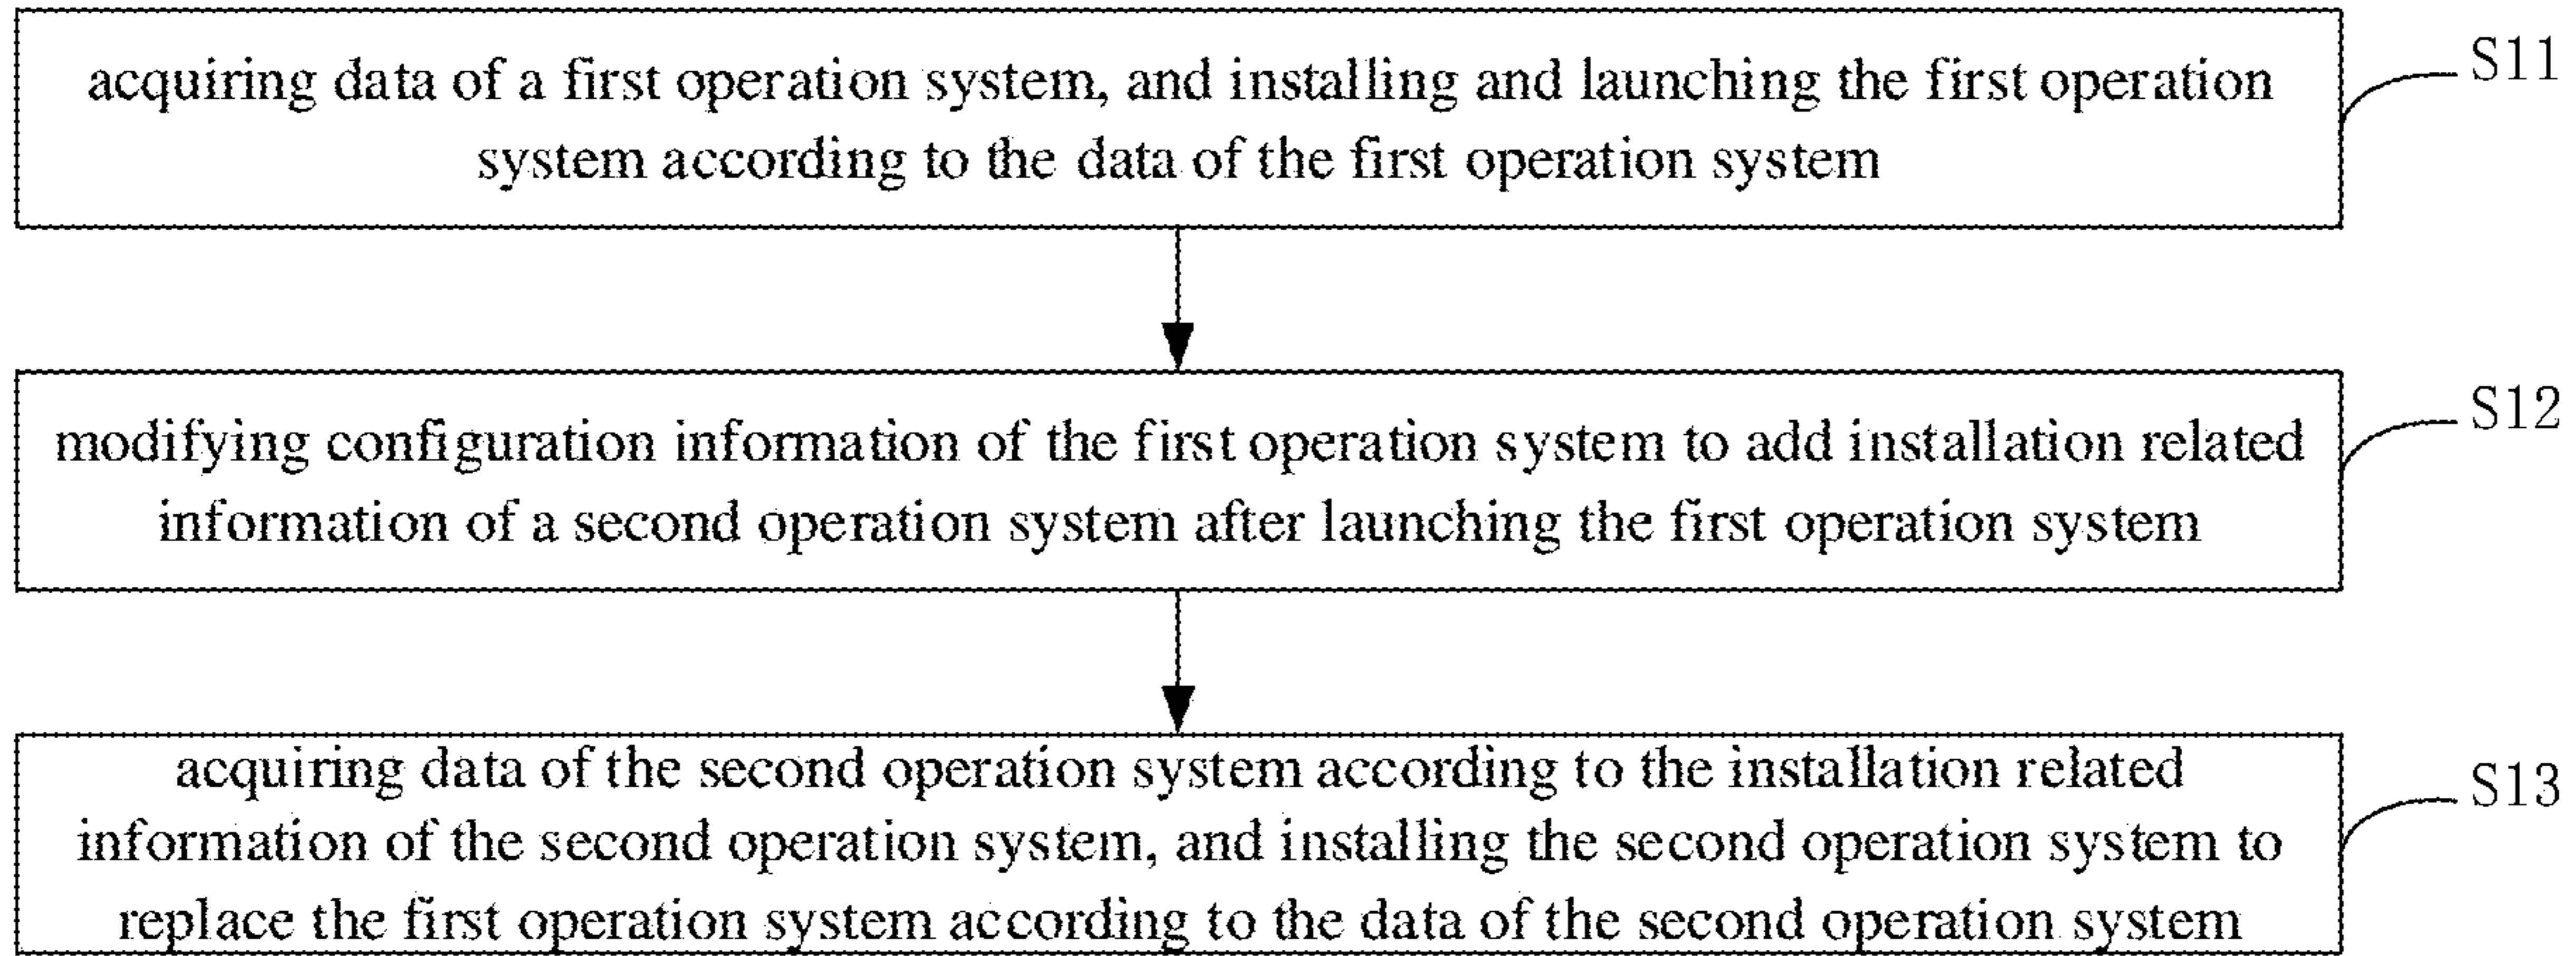 acquiring data of a first operation system, and installing and launching the first operation
system according to the data of the first operation system
S11
modifying configuration information of the first operation system to add installation related
information of a second operation system after launching the first operation system
S12
acquiring data of the second operation system according to the installation related
information of the second operation system, and installing the second operation system to
replace the first operation system according to the data of the second operation system
S13